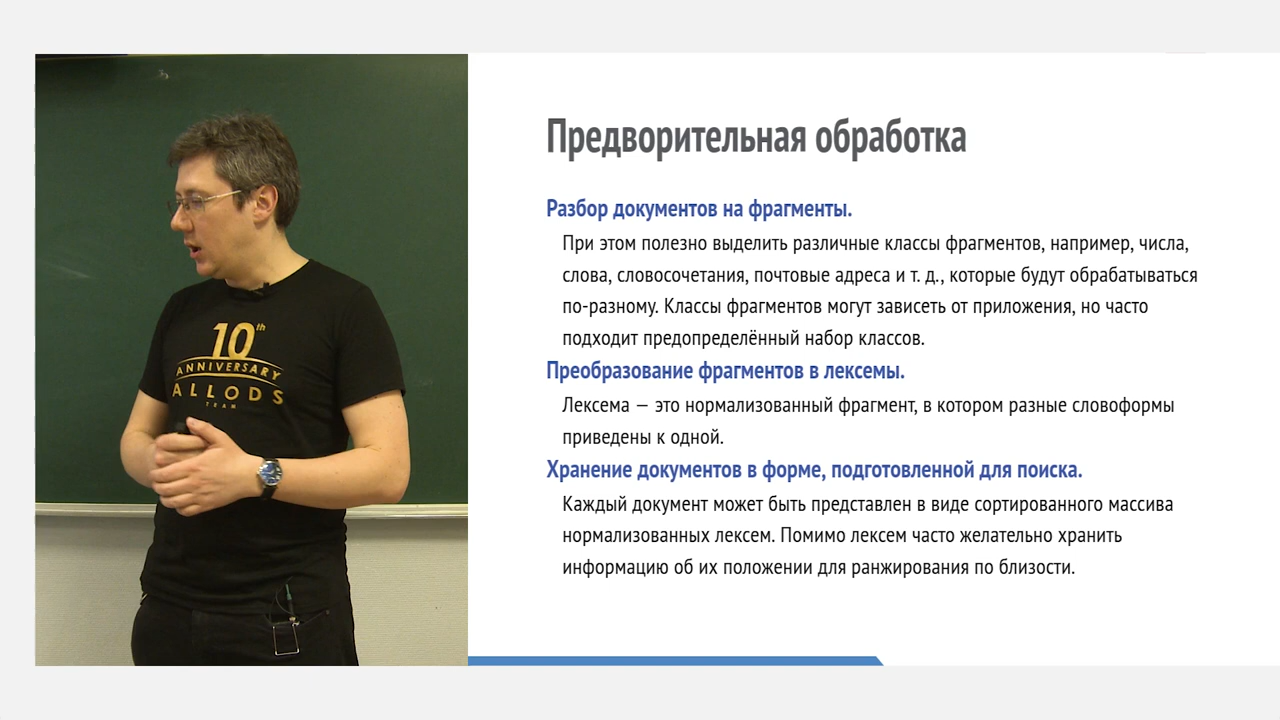 10th
ANNIVERSARY
ALLODS
TEAM
Предворительная обработка
Разбор документов на фрагменты.
При этом полезно выделить различные классы фрагментов, например, числа,
слова, словосочетания, почтовые адреса и т. д., которые будут обрабатываться
по-разному. Классы фрагментов могут зависеть от приложения, но часто
подходит предопределённый набор классов.
Преобразование фрагментов в лексемы.
Лексема — это нормализованный фрагмент, в котором разные словоформы
приведены к одной.
Хранение документов в форме, подготовленной для поиска.
Каждый документ может быть представлен в виде сортированного массива
нормализованных лексем. Помимо лексем часто желательно хранить
информацию об их положении для ранжирования по близости.